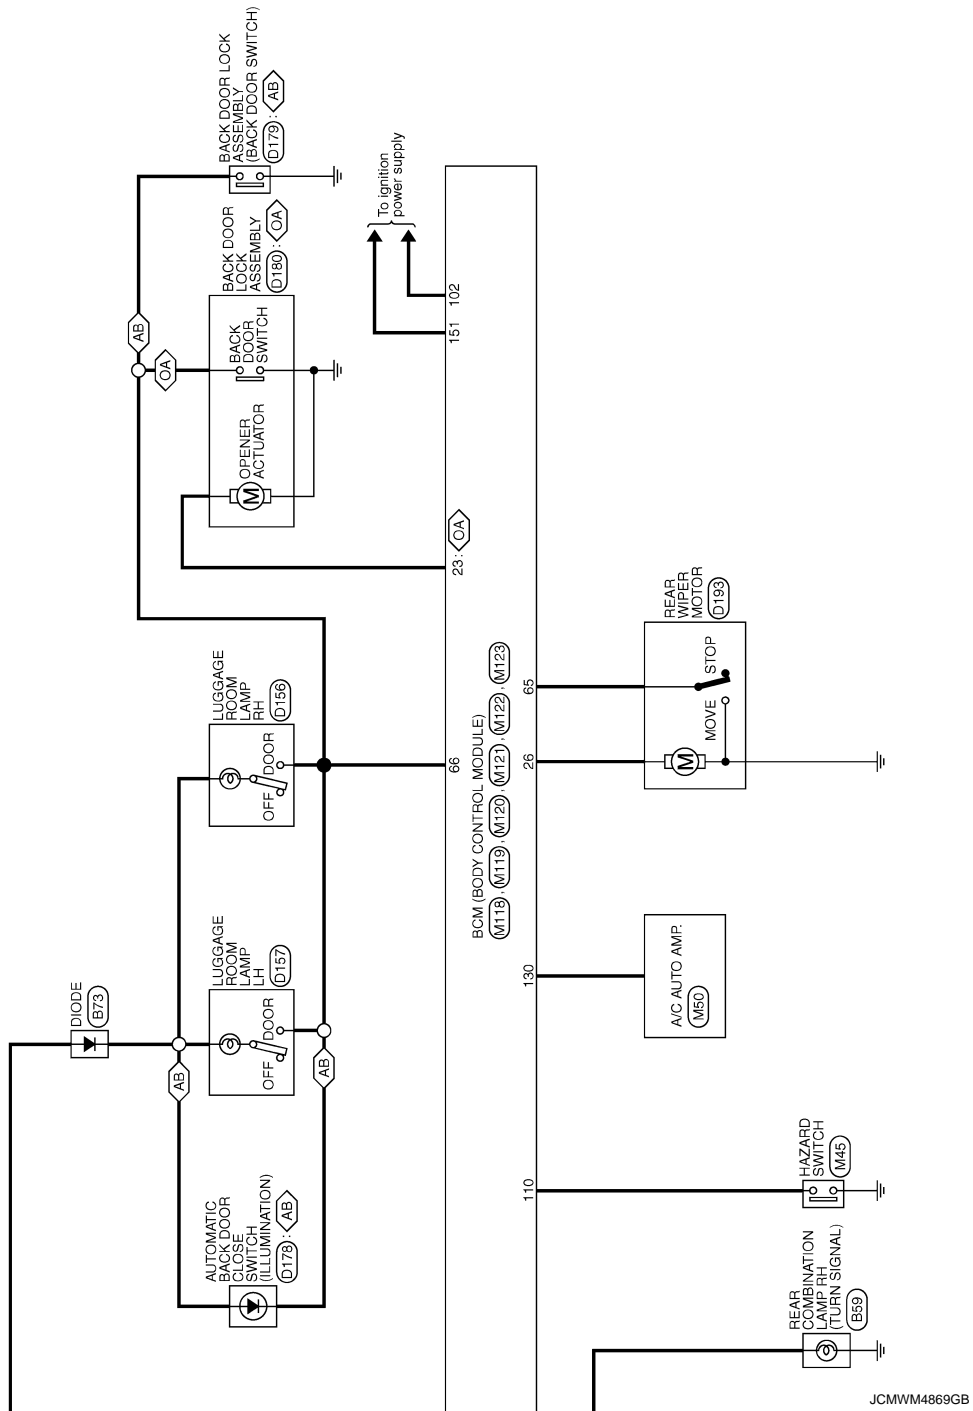 BACK DOOR LOCK
ASSEMBLY
(BACK DOOR SWITCH)
D179 : AB
BACK DOOR
LOCK
ASSEMBLY
D180 : OA
To ignition
power supply
AB
OA
BACK
DOOR
SWITCH
OPENER
ACTUATOR
102
151
23 : OA
LUGGAGE
ROOM
LAMP
RH
D156
OFF
DOOR
66
LUGGAGE
ROOM
LAMP
LH
D157
OFF
DOOR
DIODE
B73
AB
AB
AUTOMATIC
BACK DOOR
CLOSE
SWITCH
(ILLUMINATION)
D178 : AB
BCM (BODY CONTROL MODULE)
M118 , M119 , M120 , M121 , M122 , M123
65
26
130
110
REAR
WIPER
MOTOR
D193
STOP
MOVE
M
M
A/C AUTO AMP.
M50
HAZARD
SWITCH
M45
REAR
COMBINATION
LAMP RH
(TURN SIGNAL)
B59
JCMWM4869GB